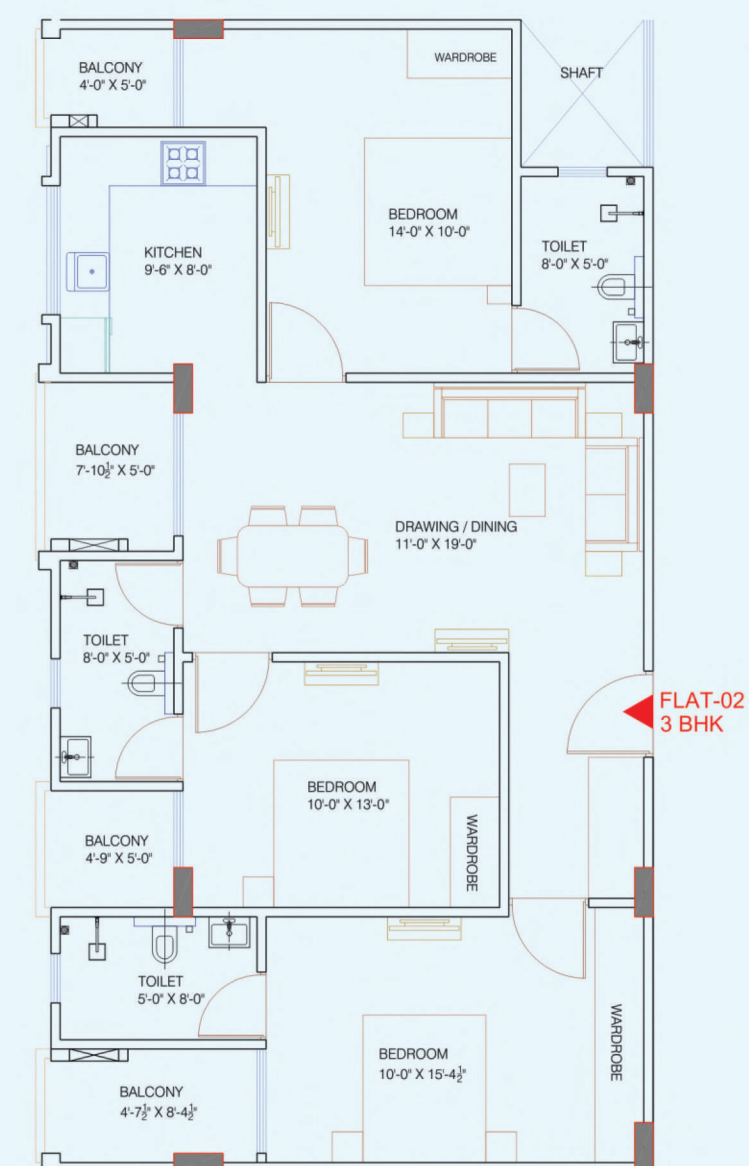 BALCONY
4'-0" X 5'-0"
WARDROBE
SHAFT
BEDROOM
14'-0" X 10'-0"
KITCHEN
9'-6" X 8'-0"
TOILET
8'-0" X 5'-0"
BALCONY
7'-10½" X 5'-0"
DRAWING / DINING
11'-0" X 19'-0"
TOILET
8'-0" X 5'-0"
FLAT-02
3 BHK
BEDROOM
10'-0" X 13'-0"
WARDROBE
BALCONY
4'-9" X 5'-0"
TOILET
5'-0" X 8'-0"
BEDROOM
10'-0" X 15'-4½"
WARDROBE
BALCONY
4'-7½" X 8'-4½"